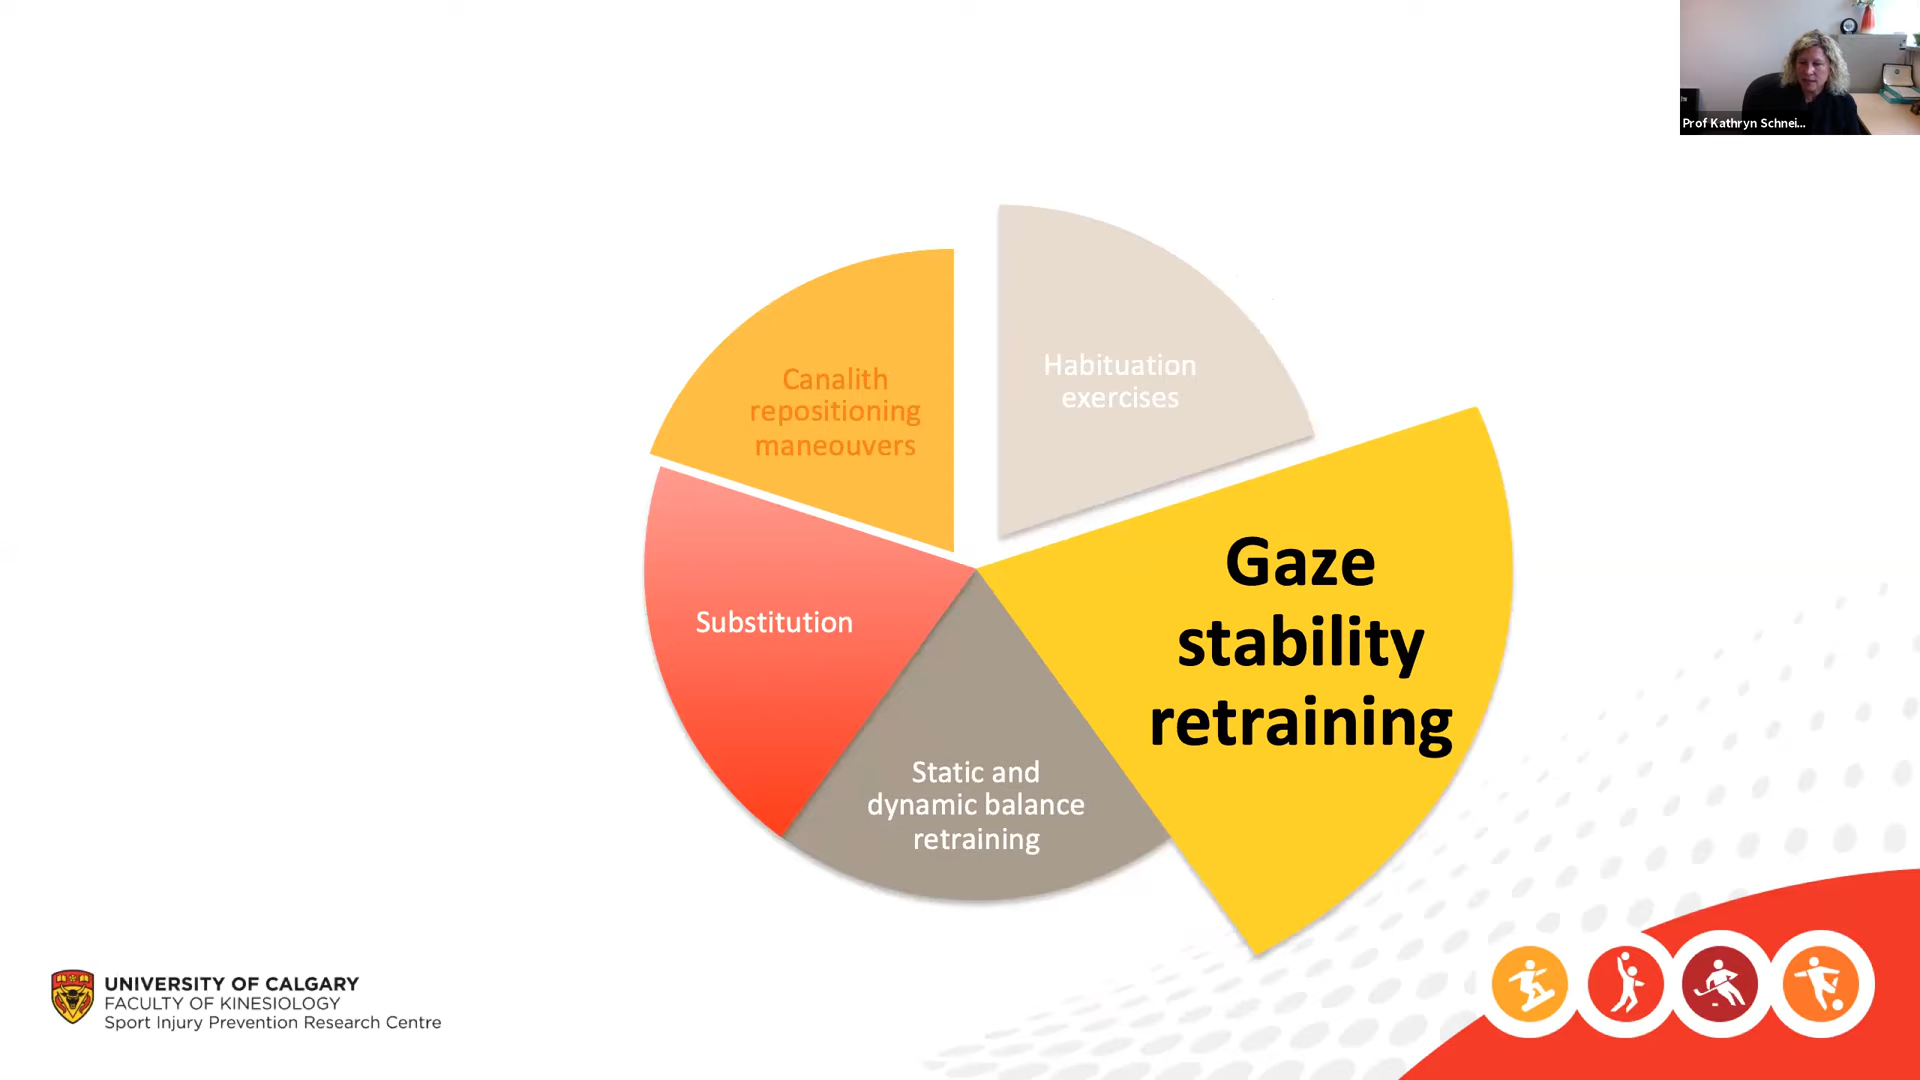 Prof Kathryn Schnei...
Habituation
exercises
Canalith
repositioning
maneouvers
Gaze
stability
retraining
Substitution
Static and
dynamic balance
retraining
UNIVERSITY OF CALGARY
FACULTY OF KINESIOLOGY
Sport Injury Prevention Research Centre